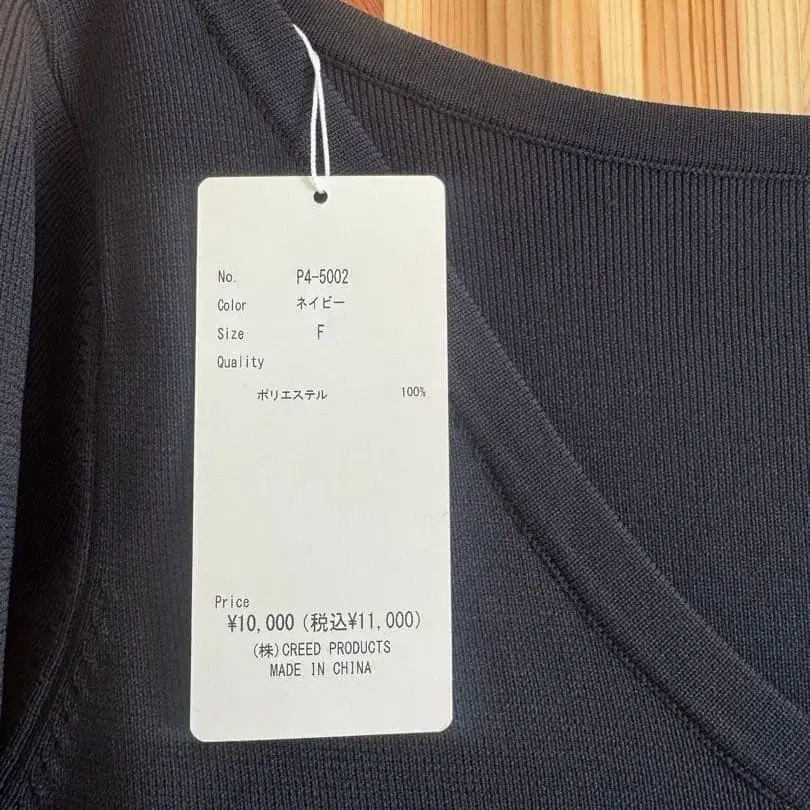 No. P4-5002
Color ネイビー
Size F
Quality
ポリエステル 100%
Price
¥10,000 (税込¥11,000)
(株)CREED PRODUCTS
MADE IN CHINA